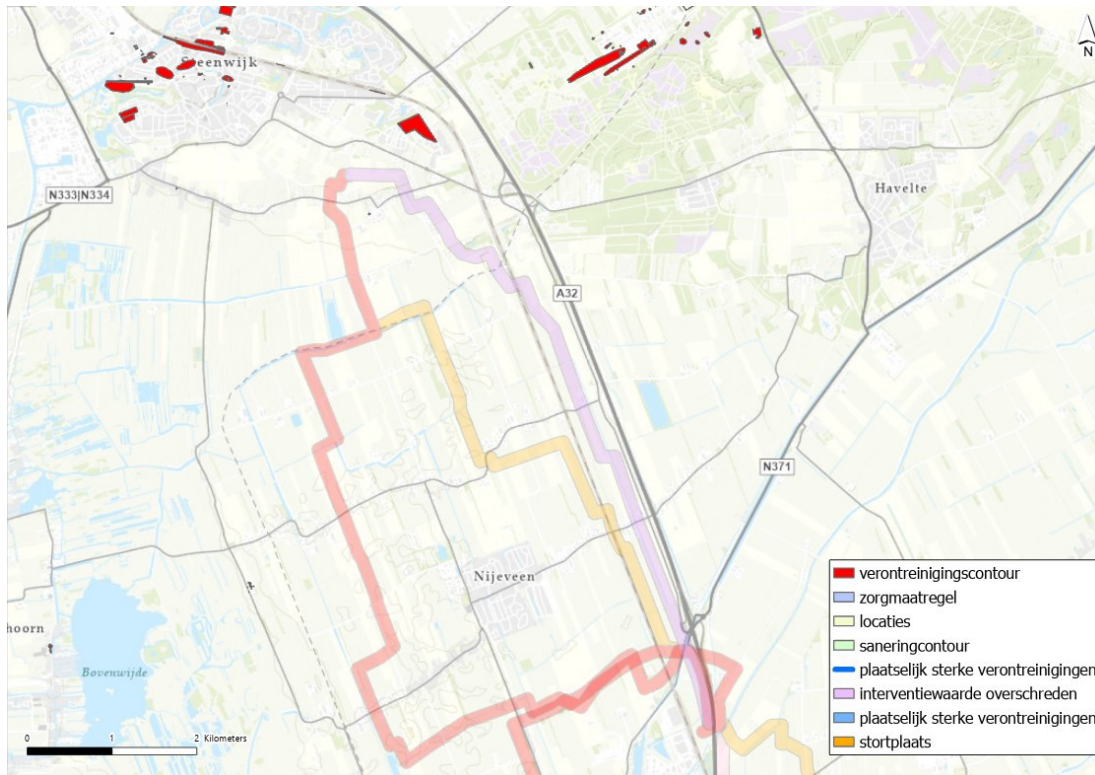 Steenwijk
N
N333|N334
Havelte
A32
N371
Nijeveen
hoorn
Bovenwijde
0 1 2 Kilometers
verontreinigingscontour
zorgmaatregel
locaties
saneringcontour
plaatselijk sterke verontreinigingen
interventiewaarde overschreden
plaatselijk sterke verontreinigingen
stortplaats